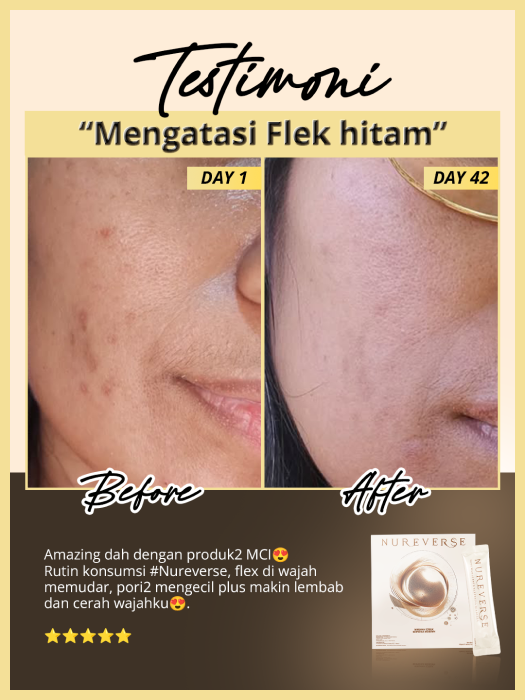 Testimoni
“Mengatasi Flek hitam”
DAY 1
DAY 42
Before
After
Amazing dah dengan produk2 MCI😍
Rutin konsumsi #Nureverse, flex di wajah
memudar, pori2 mengecil plus makin lembab
dan cerah wajahku😍.
NUREVERSE
NUREVERSE